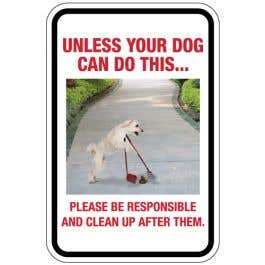 UNLESS YOUR DOG
CAN DO THIS...
PLEASE BE RESPONSIBLE
AND CLEAN UP AFTER THEM.